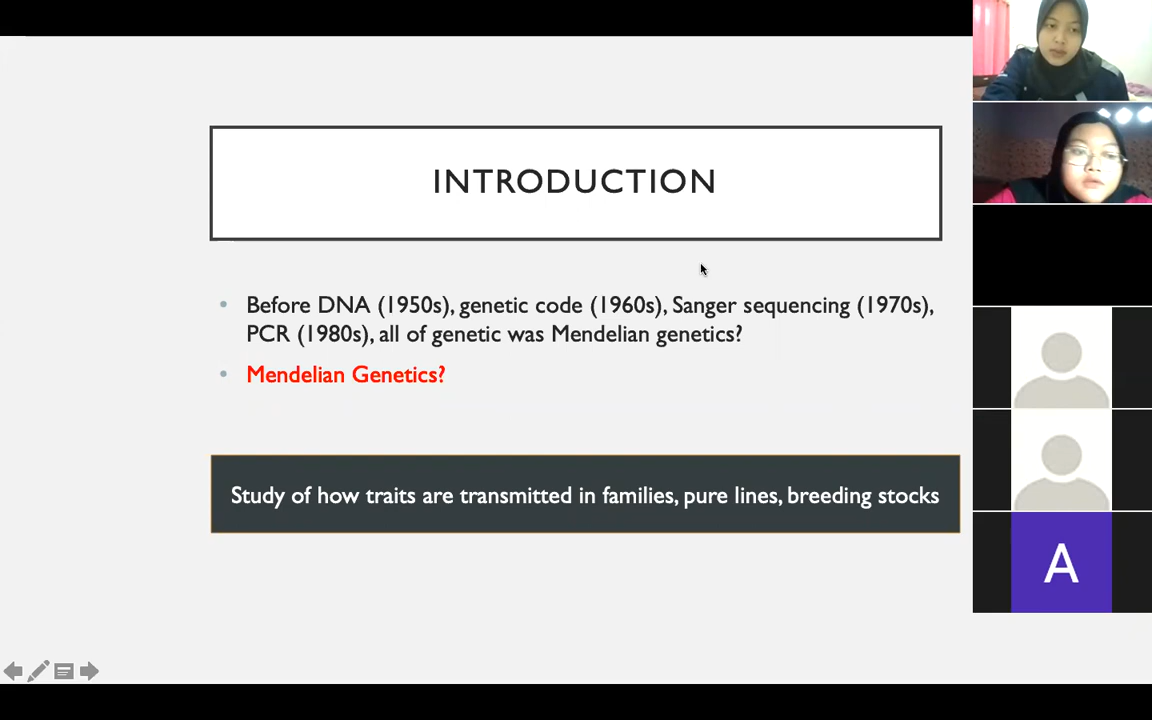 INTRODUCTION
• Before DNA (1950s), genetic code (1960s), Sanger sequencing (1970s),
PCR (1980s), all of genetic was Mendelian genetics?
• Mendelian Genetics?
Study of how traits are transmitted in families, pure lines, breeding stocks
A